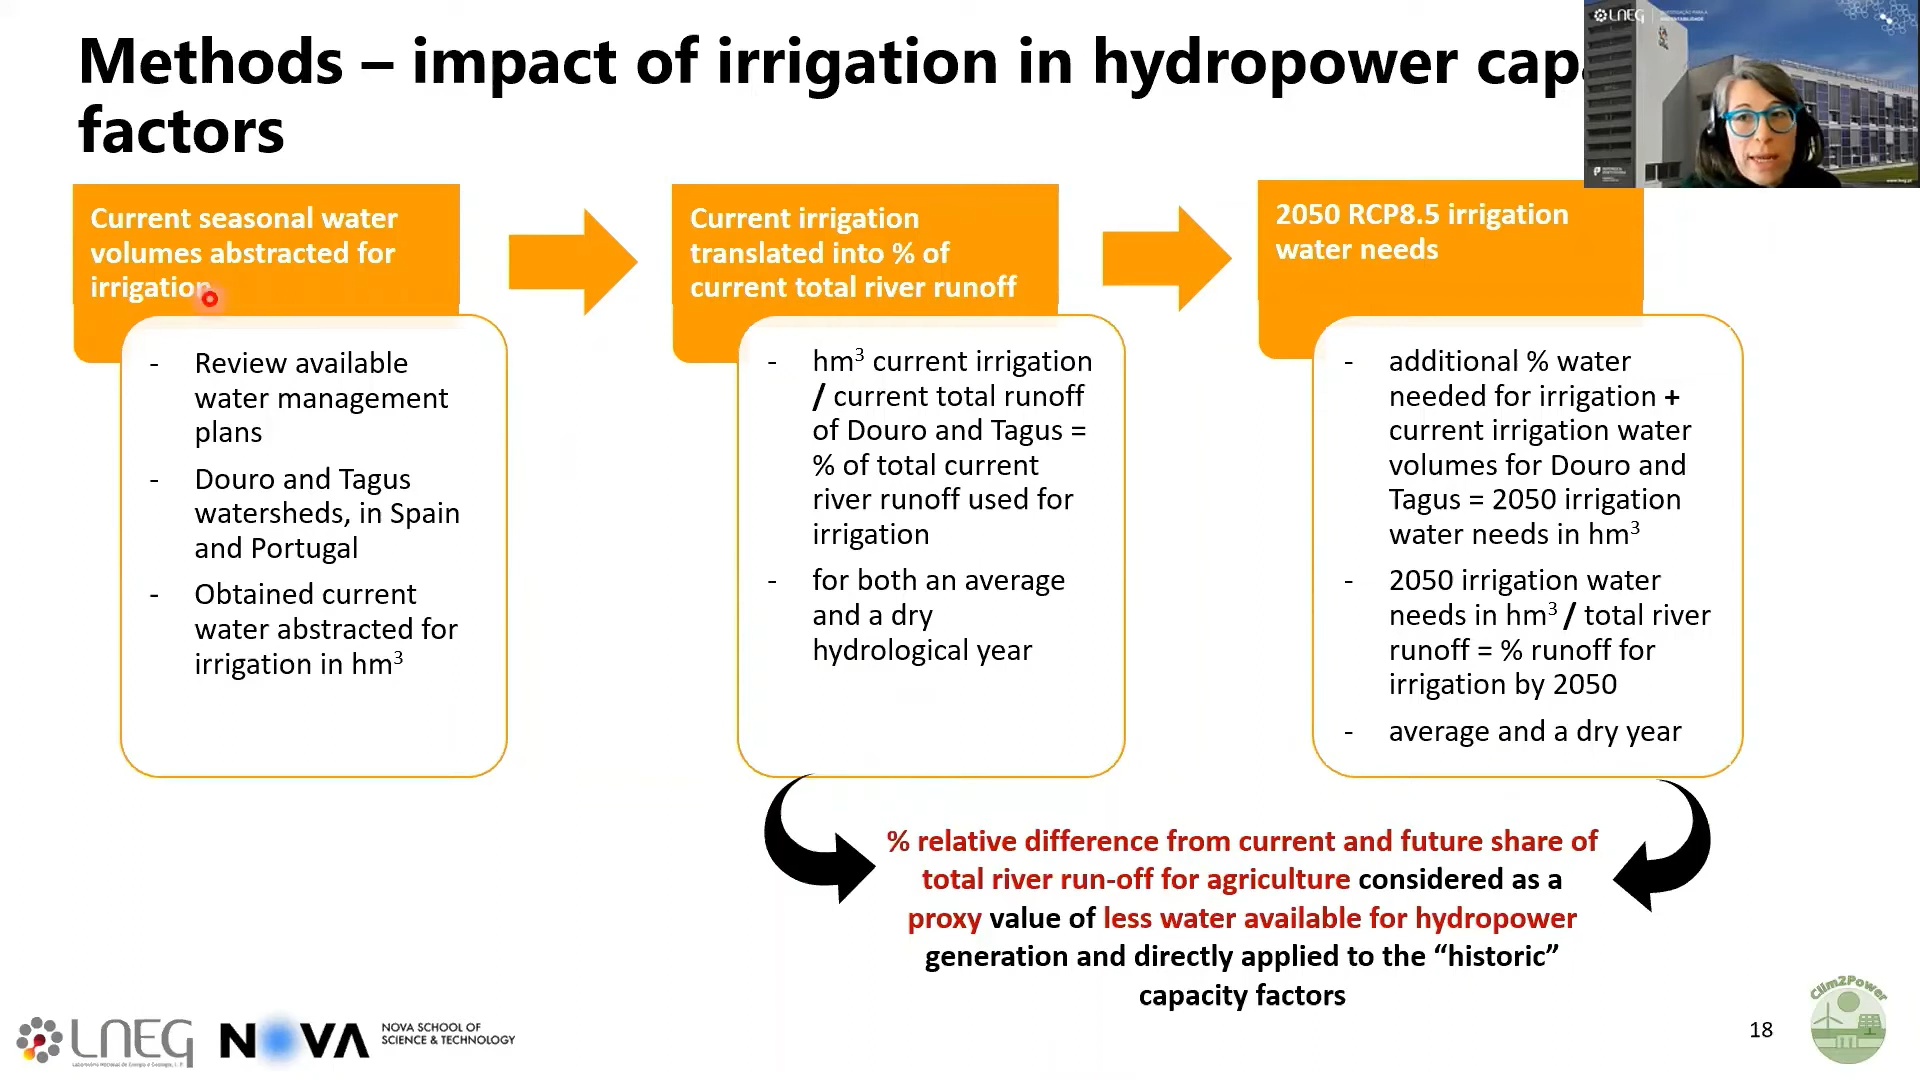 Methods – impact of irrigation in hydropower cap
factors
LNEG
Current seasonal water
volumes abstracted for
irrigation
Current irrigation
translated into % of
current total river runoff
2050 RCP8.5 irrigation
water needs
- Review available
water management
plans
- Douro and Tagus
watersheds, in Spain
and Portugal
- Obtained current
water abstracted for
irrigation in hm³
- hm³ current irrigation
/ current total runoff
of Douro and Tagus =
% of total current
river runoff used for
irrigation
- for both an average
and a dry
hydrological year
- additional % water
needed for irrigation +
current irrigation water
volumes for Douro and
Tagus = 2050 irrigation
water needs in hm³
- 2050 irrigation water
needs in hm³ / total river
runoff = % runoff for
irrigation by 2050
- average and a dry year
% relative difference from current and future share of
total river run-off for agriculture considered as a
proxy value of less water available for hydropower
generation and directly applied to the “historic”
capacity factors
LNEG
Laboratório Nacional de Energia e Geologia, I. P.
NOVA
NOVA SCHOOL OF
SCIENCE & TECHNOLOGY
18
Clim2Power